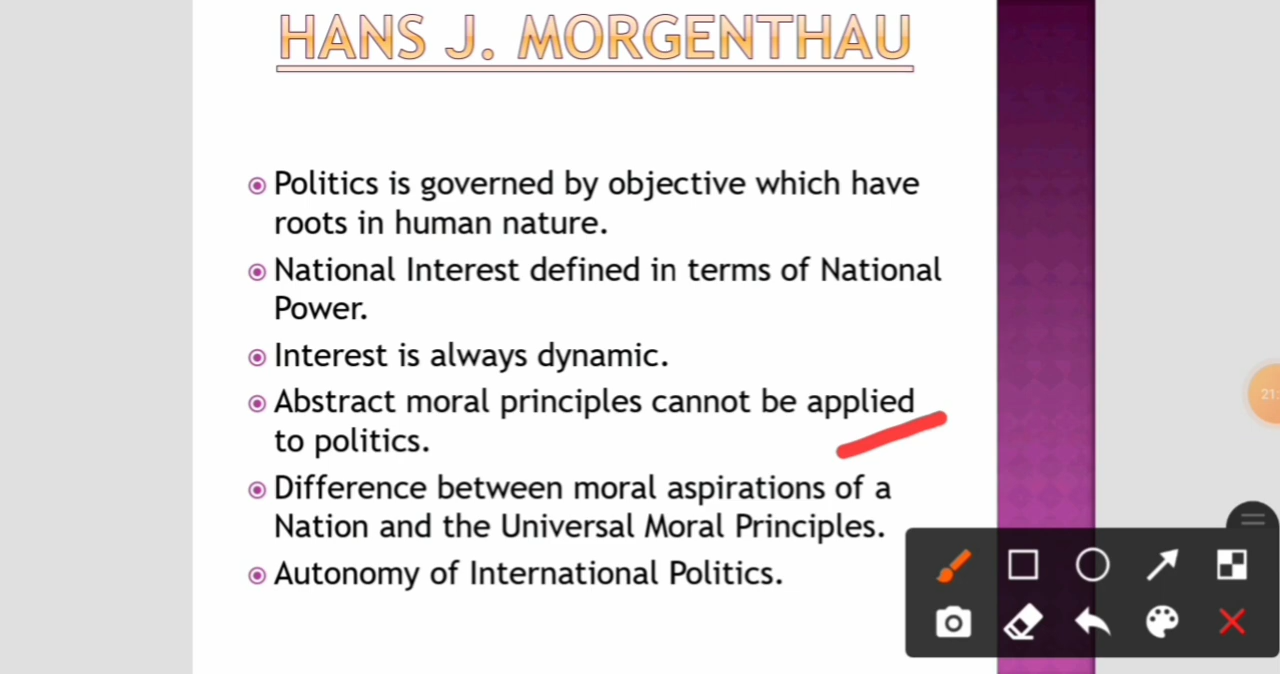 HANS J. MORGENTHAU
Politics is governed by objective which have
roots in human nature.
National Interest defined in terms of National
Power.
Interest is always dynamic.
Abstract moral principles cannot be applied
to politics.
Difference between moral aspirations of a
Nation and the Universal Moral Principles.
Autonomy of International Politics.
21: